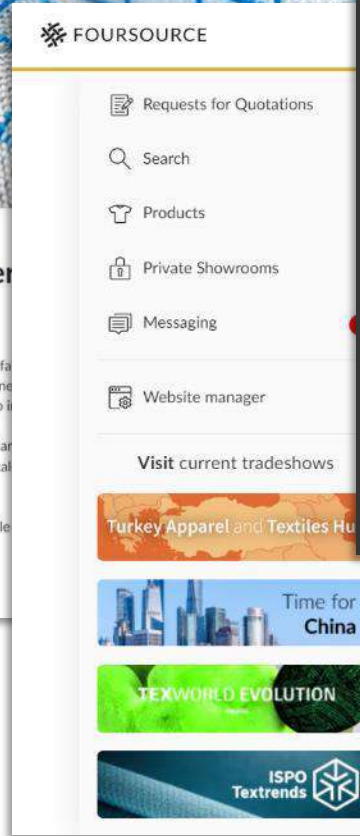 FOURSOURCE
Requests for Quotations
Search
Products
Private Showrooms
Messaging
Website manager
Visit current tradeshows
Turkey Apparel and Textiles Hu
Time for
China
TEXWORLD EVOLUTION
ISPO
Textrends